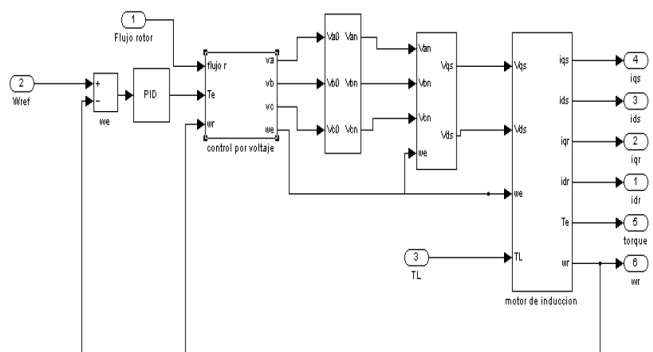 1
Flujo rotor
2
Wref
+
−
we
PID
flujo r
Te
wr
va
vb
vc
we
control por voltaje
Va0
Vb0
Vc0
Van
Vbn
Vcn
Van
Vbn
Vcn
we
Vqs
Vds
Vqs
Vds
we
TL
iqs
ids
iqr
idr
Te
wr
motor de induccion
3
TL
4
iqs
3
ids
2
iqr
1
idr
5
torque
6
wr